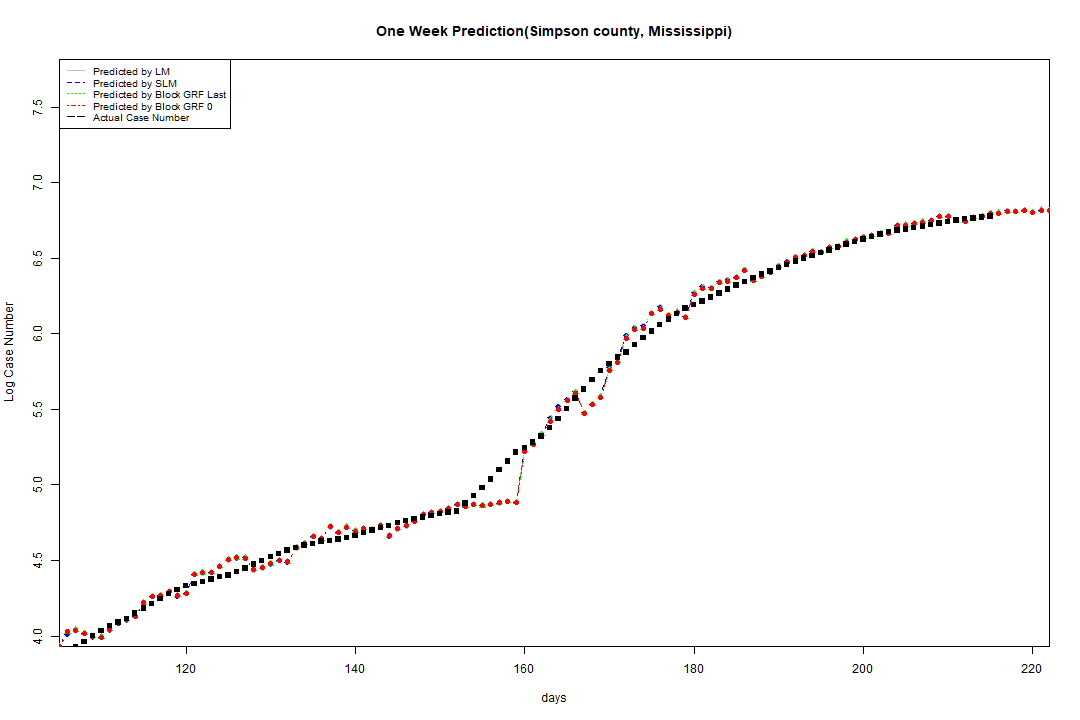 One Week Prediction(Simpson county, Mississippi)
Predicted by LM
Predicted by SLM
Predicted by Block GRF Last
Predicted by Block GRF 0
Actual Case Number
7.5
7.0
6.5
6.0
5.5
5.0
4.5
4.0
Log Case Number
120 140 160 180 200 220
days